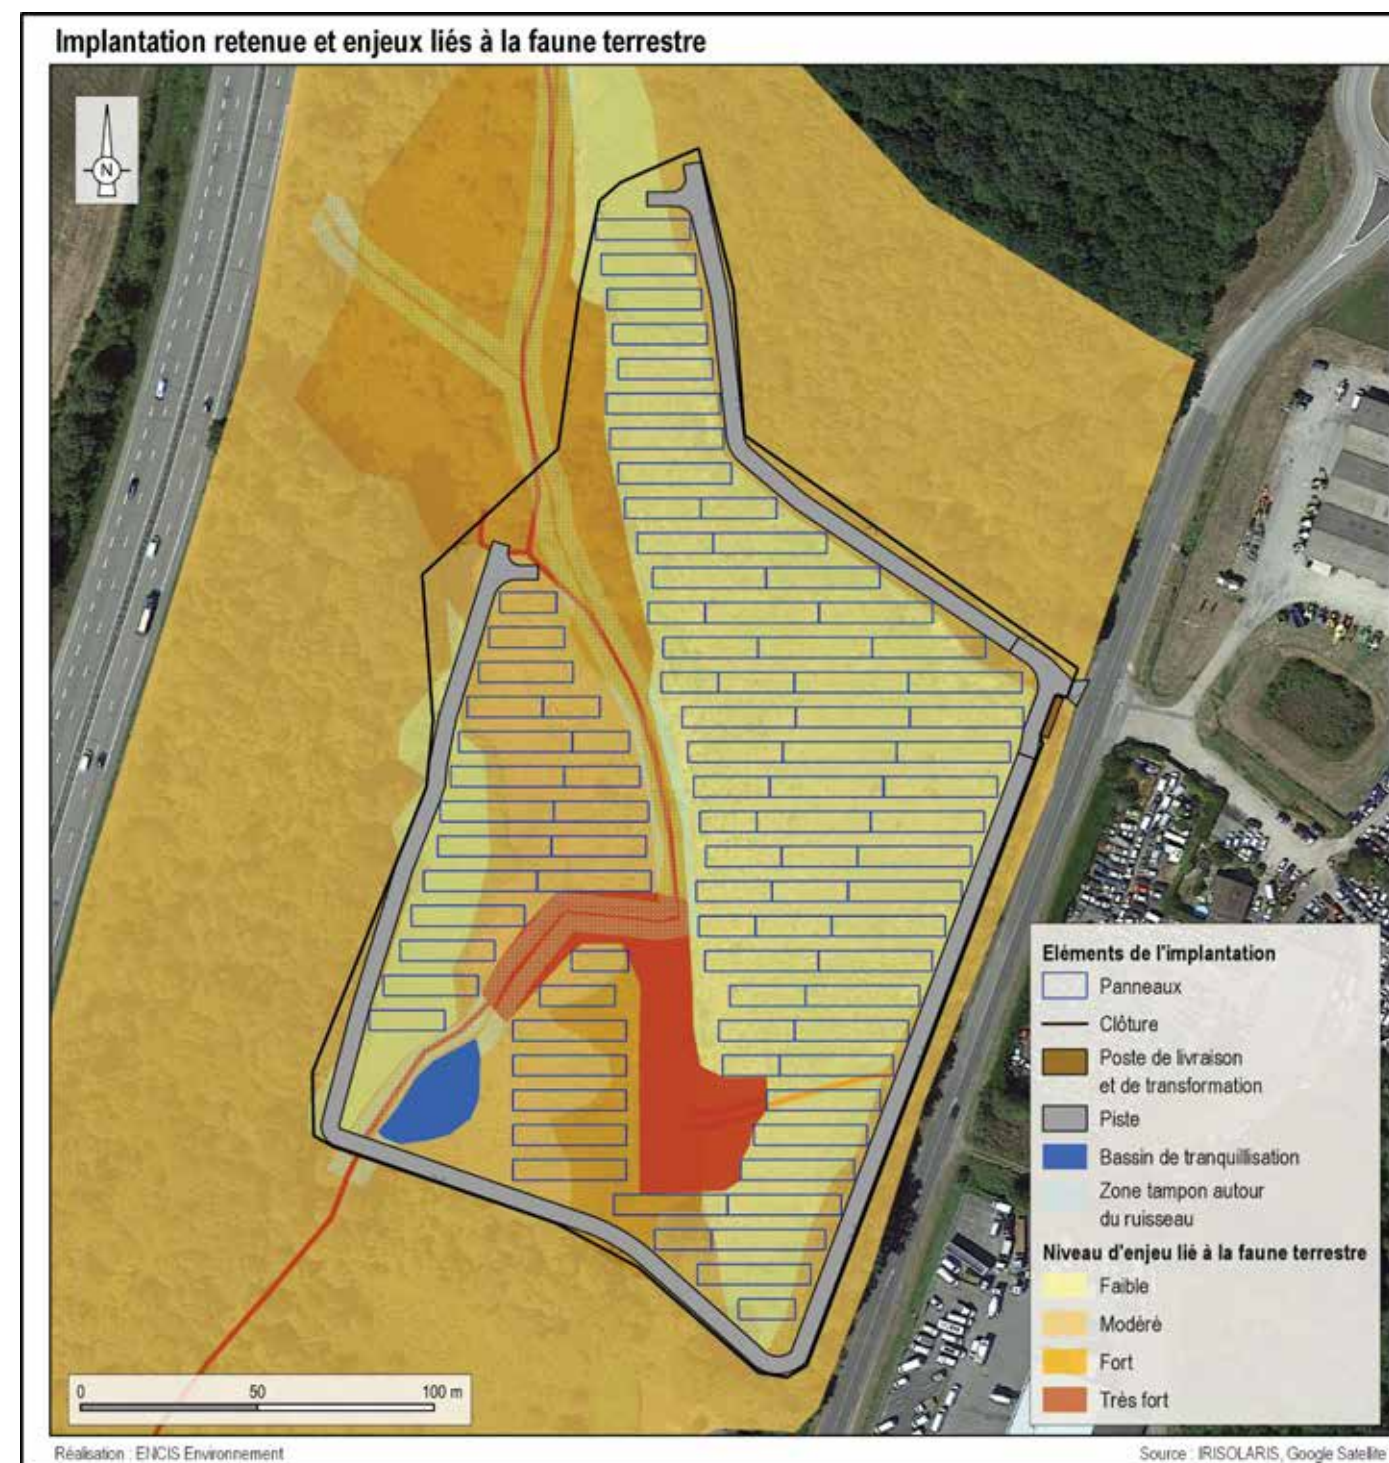 Implantation retenue et enjeux liés à la faune terrestre
N
Eléments de l'implantation
Panneaux
Clôture
Poste de livraison
et de transformation
Piste
Bassin de tranquillisation
Zone tampon autour
du ruisseau
Niveau d'enjeu lié à la faune terrestre
Faible
Modéré
Fort
Très fort
0 50 100 m
Réalisation : ENCIS Environnement
Source : IRISOLARIS, Google Satellite